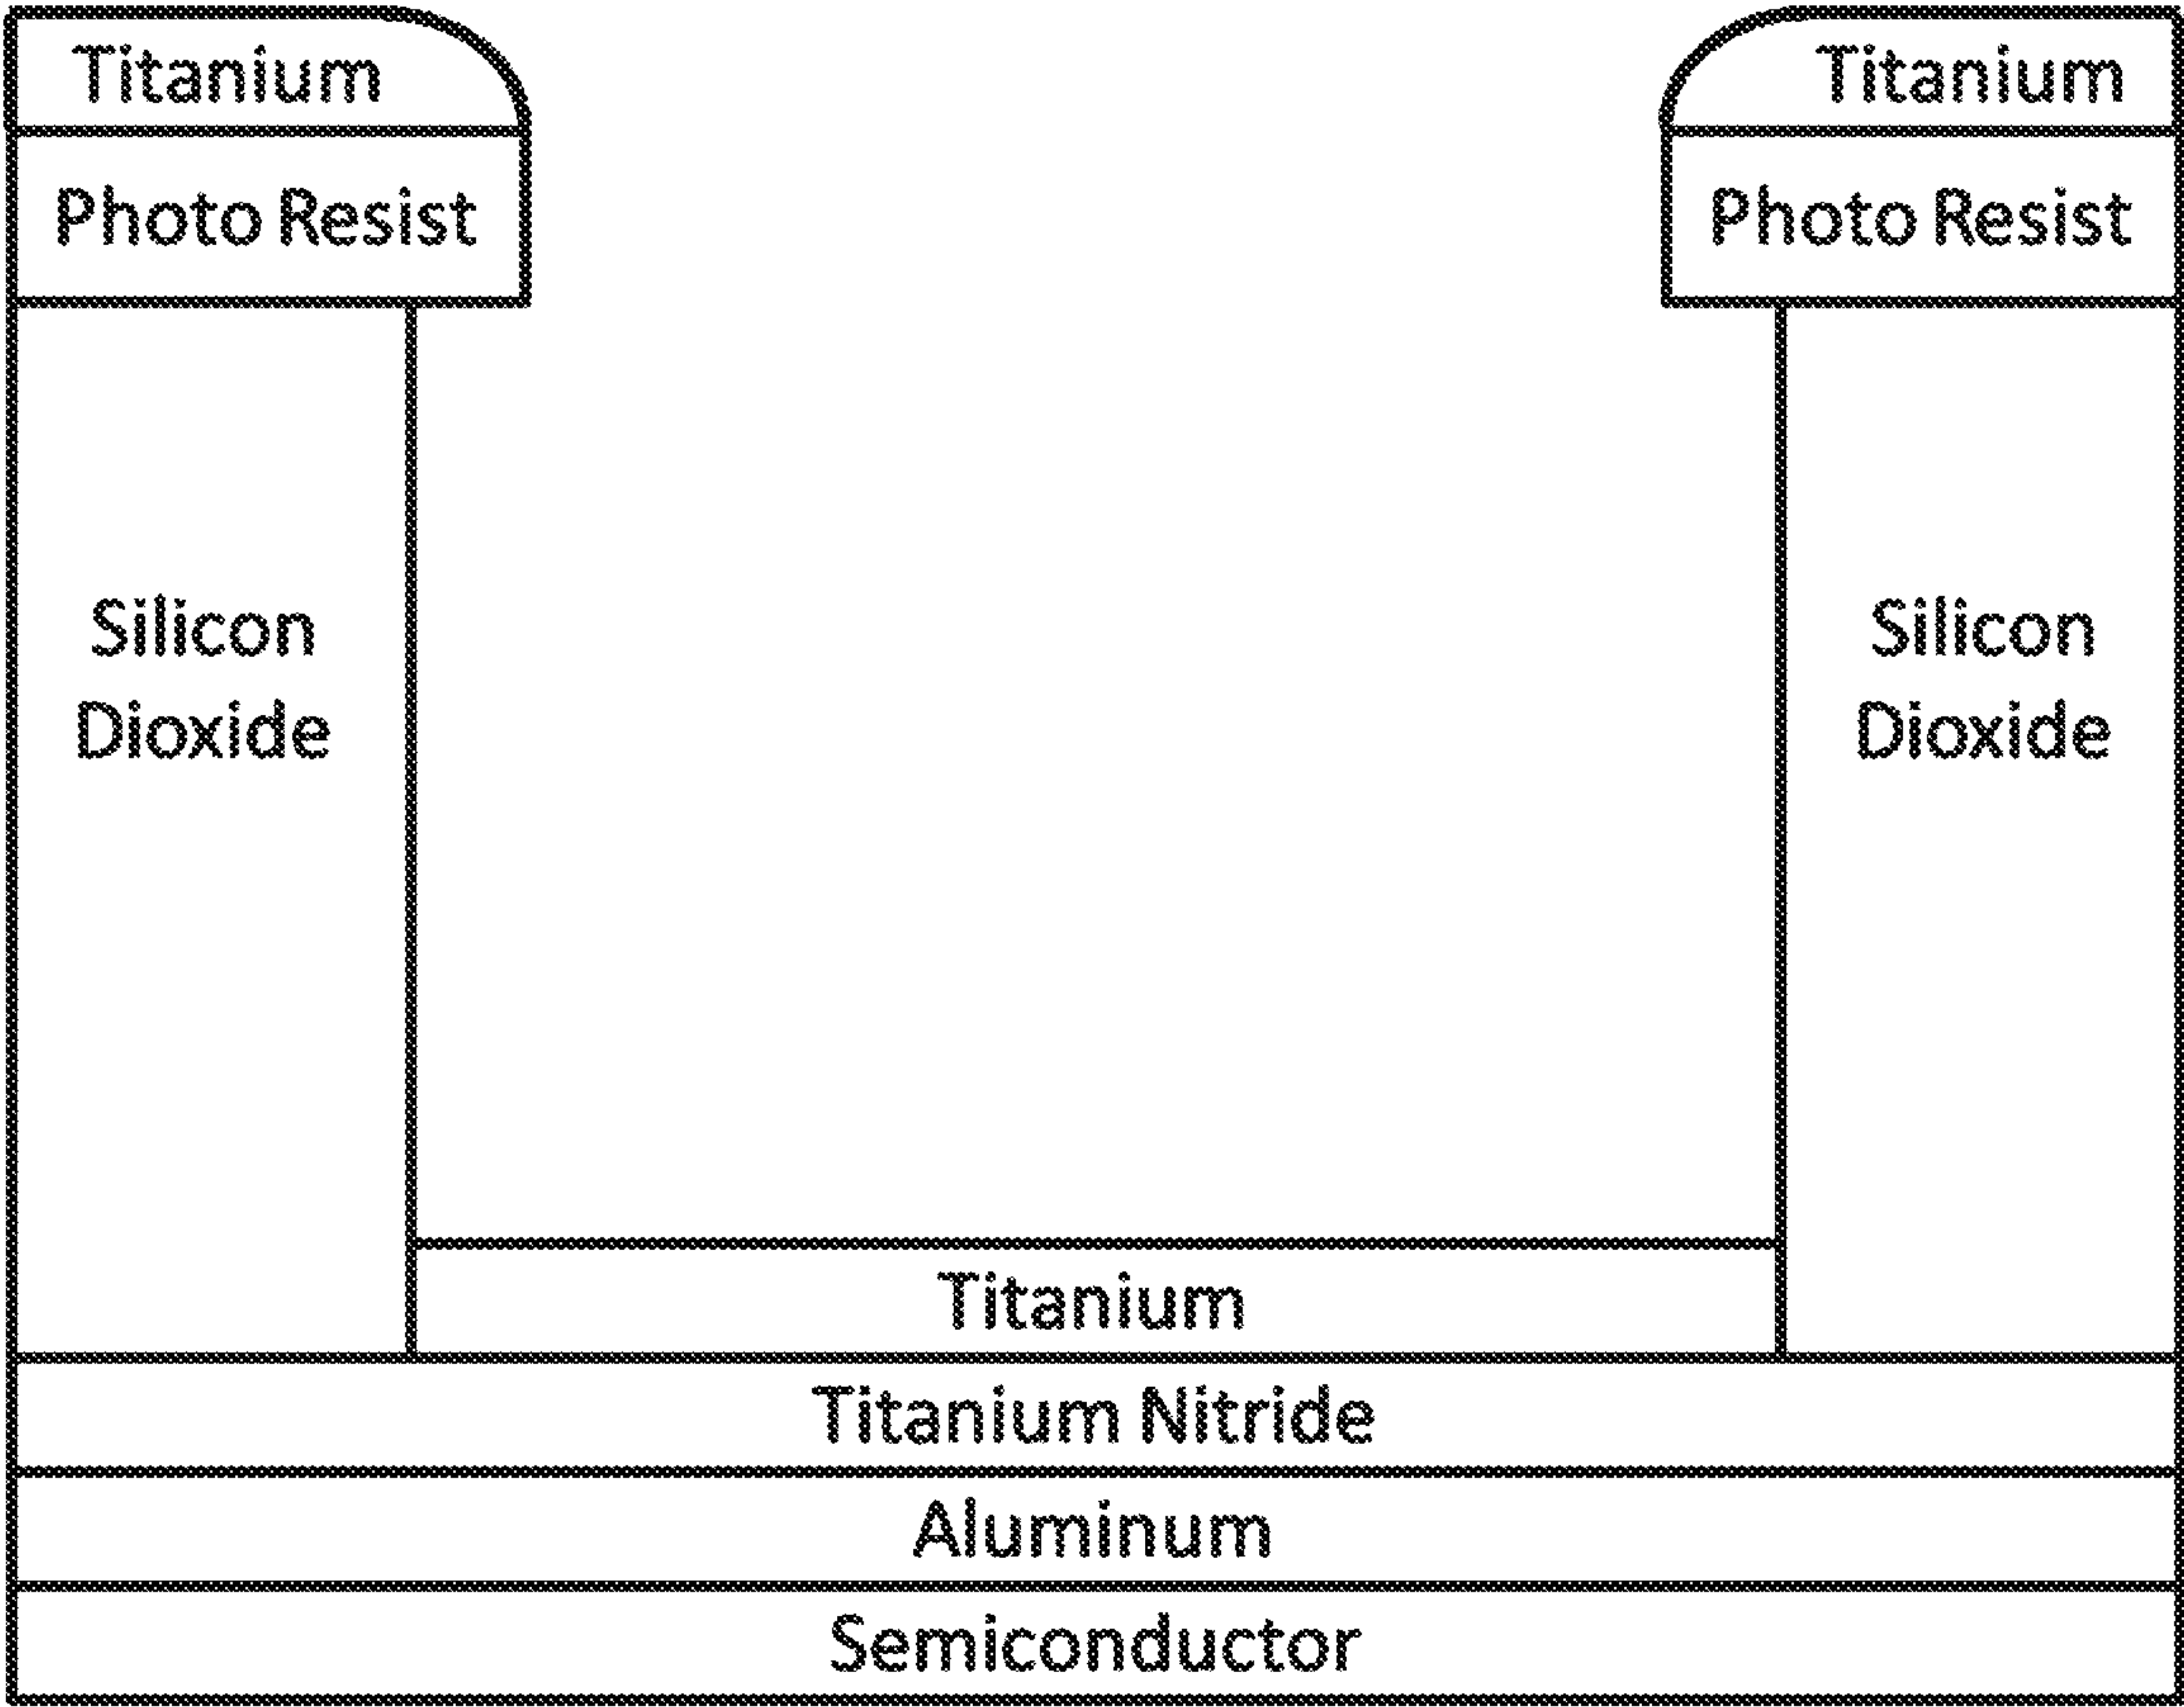 Titanium
Titanium
Photo Resist
Photo Resist
Silicon
Dioxide
Silicon
Dioxide
Titanium
Titanium Nitride
Aluminum
Semiconductor